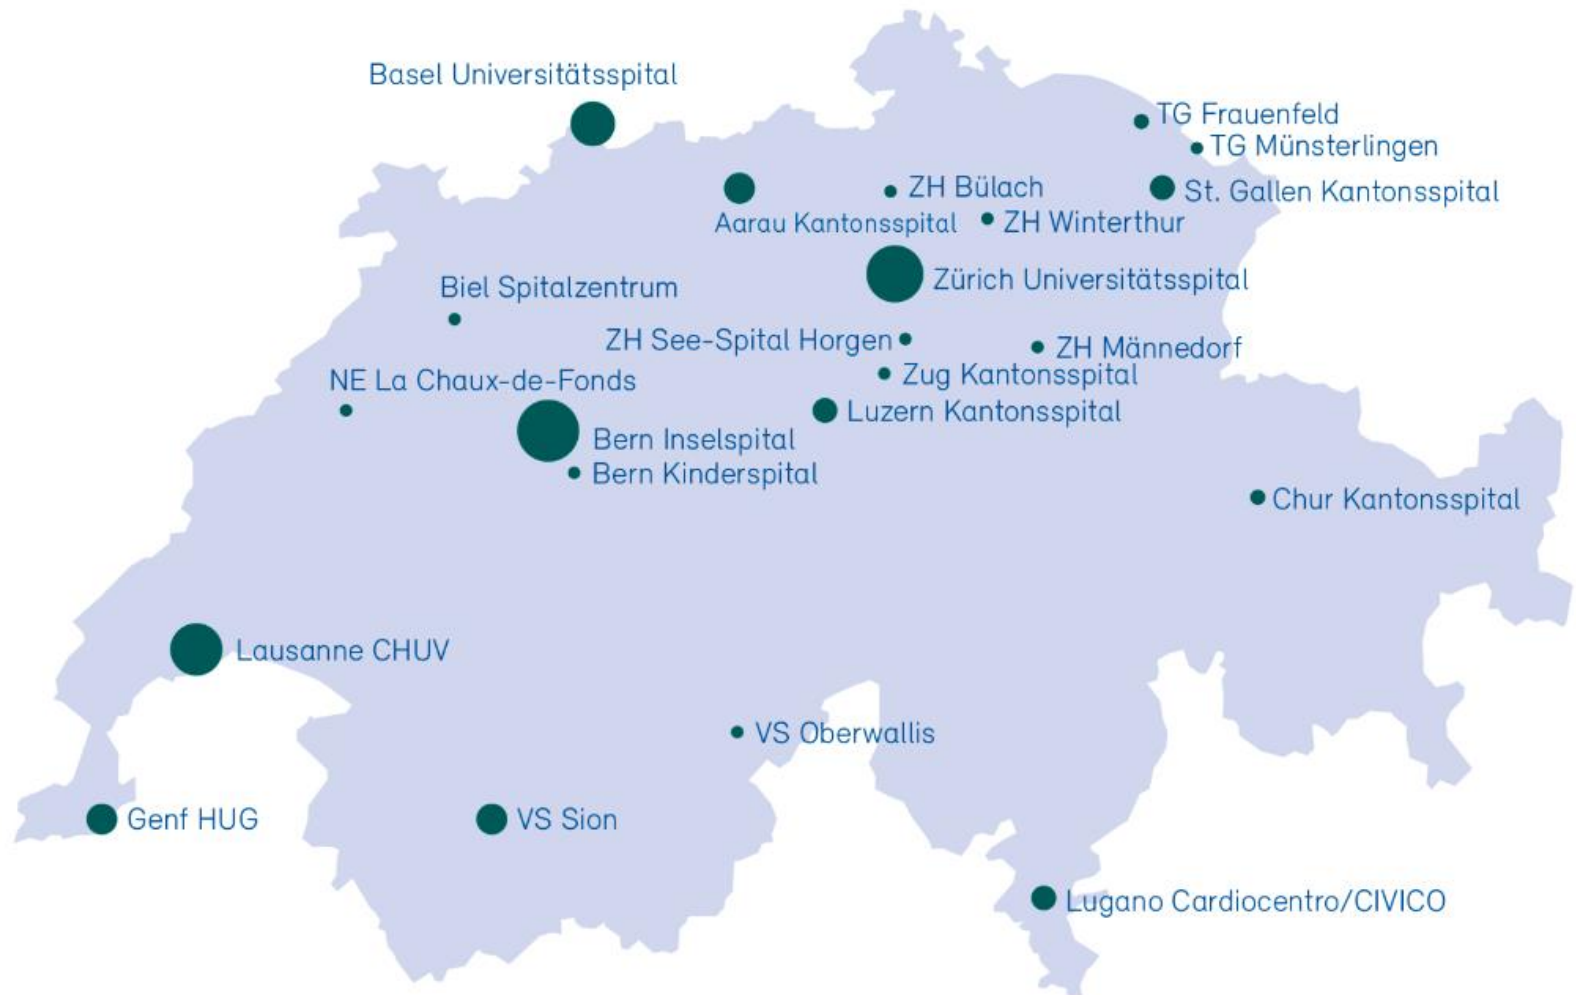 Basel Universitätsspital
TG Frauenfeld
TG Münsterlingen
ZH Bülach
St. Gallen Kantonsspital
Aarau Kantonsspital
ZH Winterthur
Zürich Universitätsspital
Biel Spitalzentrum
ZH See-Spital Horgen
ZH Männedorf
Zug Kantonsspital
NE La Chaux-de-Fonds
Luzern Kantonsspital
Bern Inselspital
Bern Kinderspital
Chur Kantonsspital
Lausanne CHUV
VS Oberwallis
Genf HUG
VS Sion
Lugano Cardiocentro/CIVICO